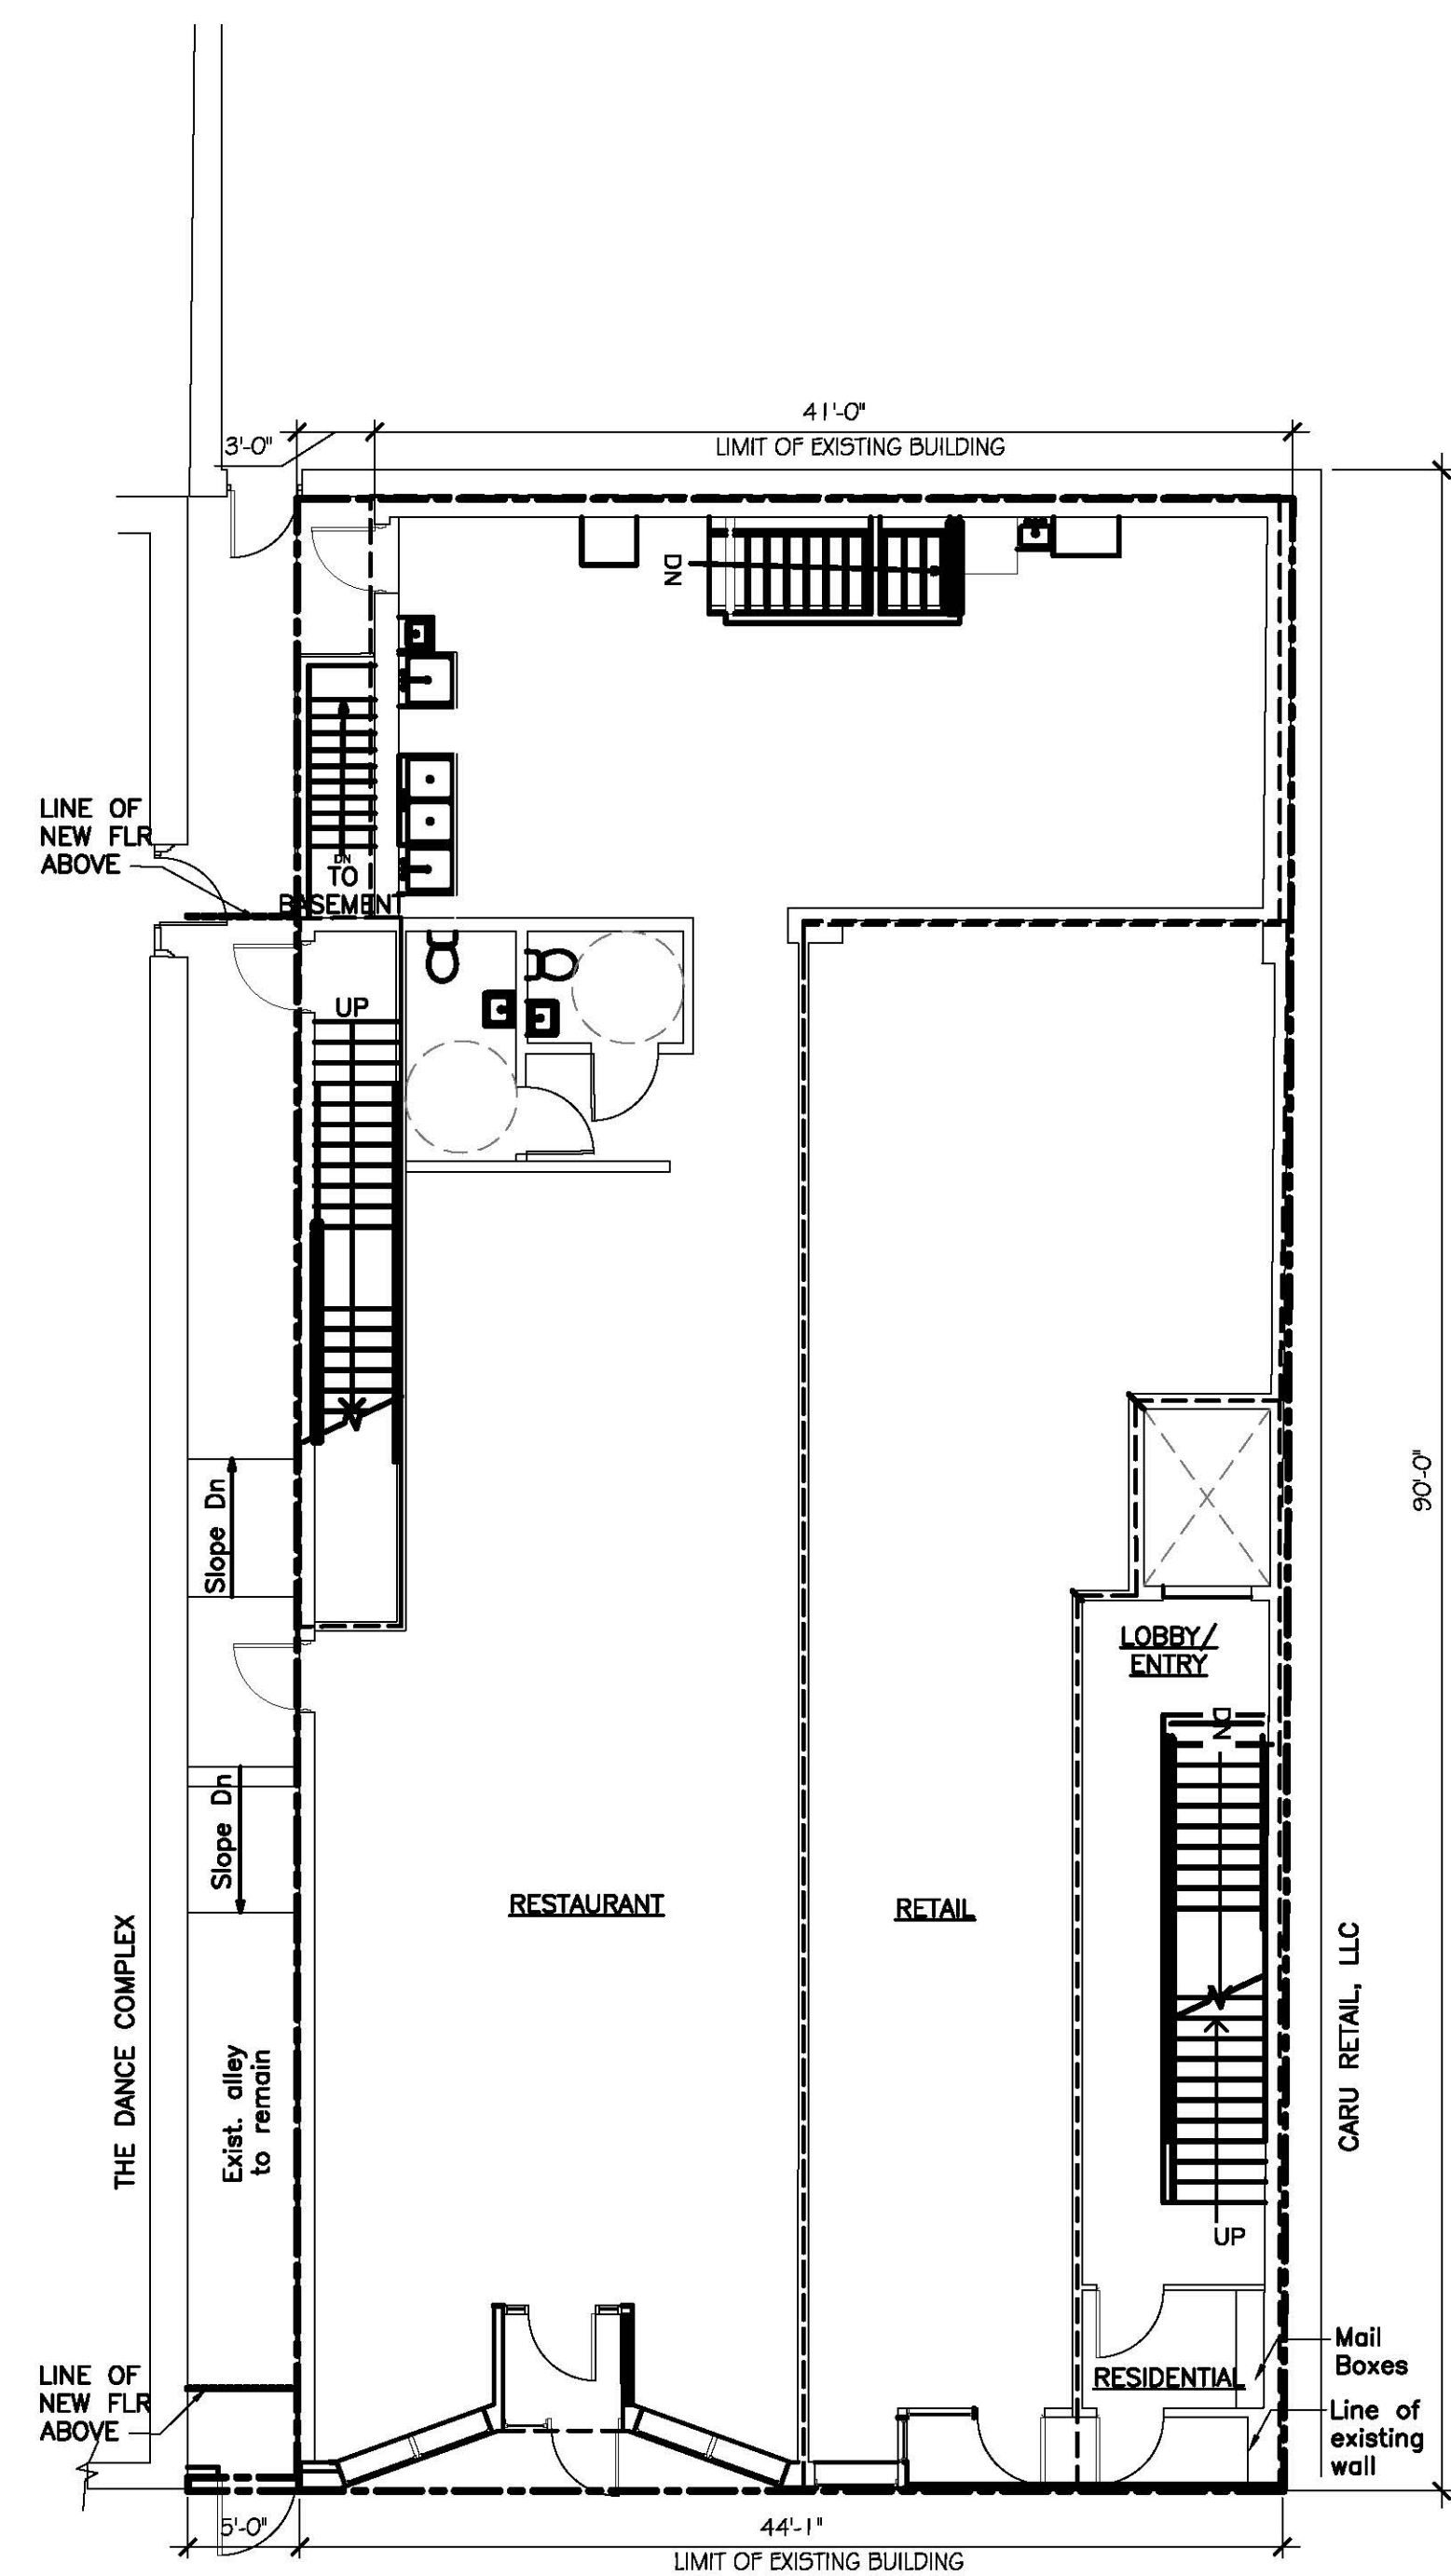 41'-0"
3'-0"
LIMIT OF EXISTING BUILDING
DN
LINE OF
NEW FLR
ABOVE
DN
TO
BASEMENT
UP
90'-0"
Slope Dn
LOBBY/
ENTRY
DN
Slope Dn
RESTAURANT
RETAIL
THE DANCE COMPLEX
CARU RETAIL, LLC
Exist. alley
to remain
UP
Mail
Boxes
LINE OF
NEW FLR
ABOVE
RESIDENTIAL
Line of
existing
wall
5'-0"
44'-1"
LIMIT OF EXISTING BUILDING